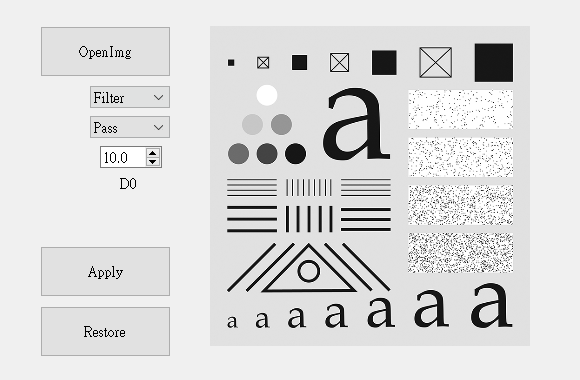 OpenImg
Filter
Pass
10.0
D0
Apply
Restore
a
a a a a a a a